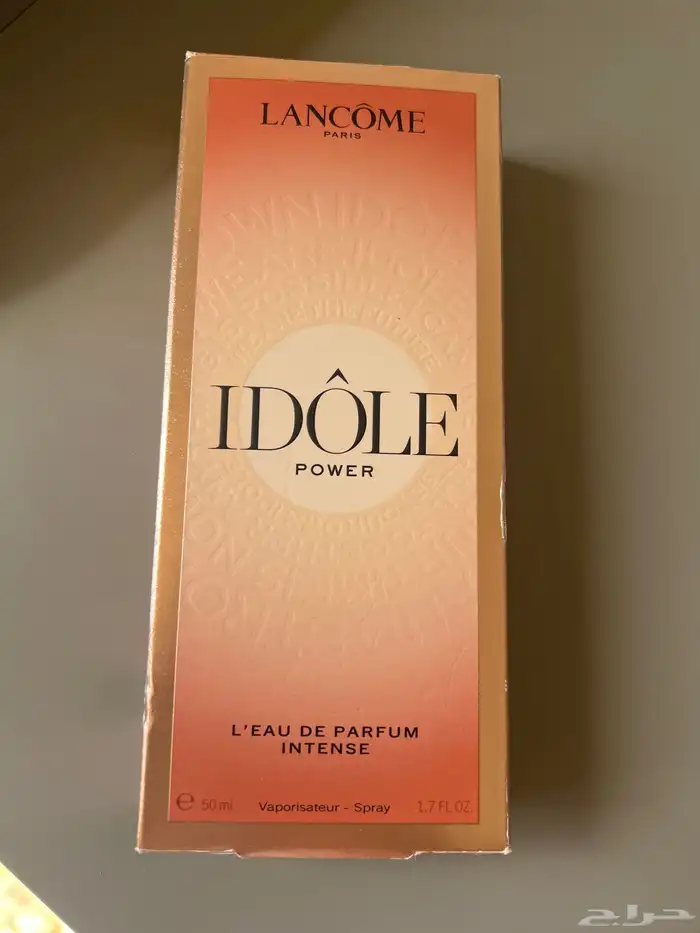 LANCÔME
PARIS
IDÔLE
POWER
L'EAU DE PARFUM
INTENSE
e 50 ml Vaporisateur - Spray 1.7 FL.OZ.
حراج